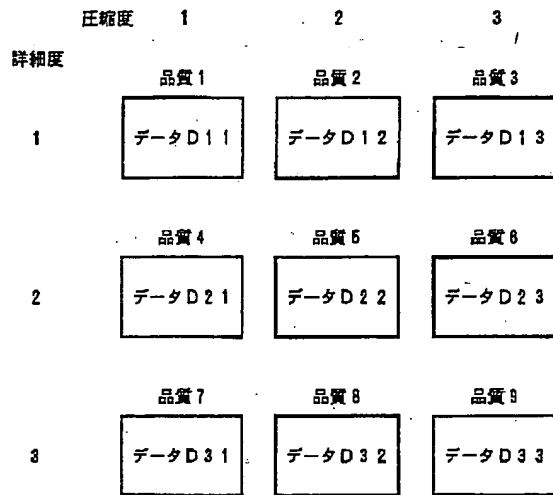 圧縮度 1 2 3
詳細度
品質1 品質2 品質3
1 データD11 データD12 データD13
品質4 品質5 品質6
2 データD21 データD22 データD23
品質7 品質8 品質9
3 データD31 データD32 データD33